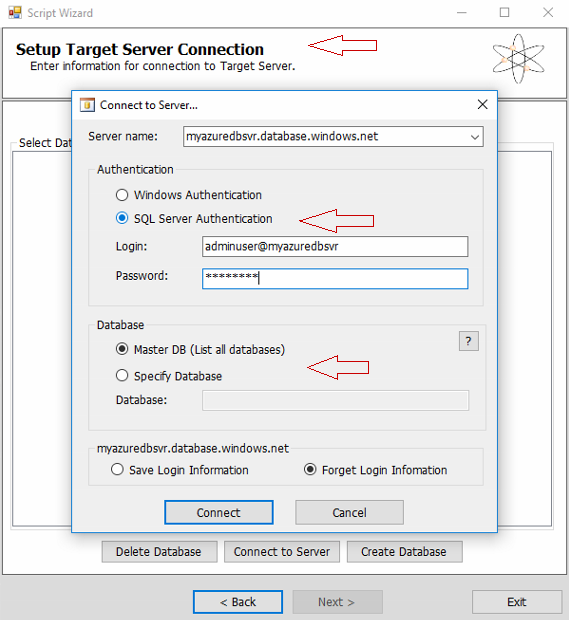 Script Wizard
Setup Target Server Connection
Enter information for connection to Target Server.
Select Dat
Connect to Server...
Server name: myazuredbsvr.database.windows.net
Authentication
Windows Authentication
SQL Server Authentication
Login: adminuser@myazuredbsvr
Password: ********
Database
?
Master DB (List all databases)
Specify Database
Database:
myazuredbsvr.database.windows.net
Save Login Information Forget Login Infomation
Connect Cancel
Delete Database Connect to Server Create Database
< Back Next > Exit